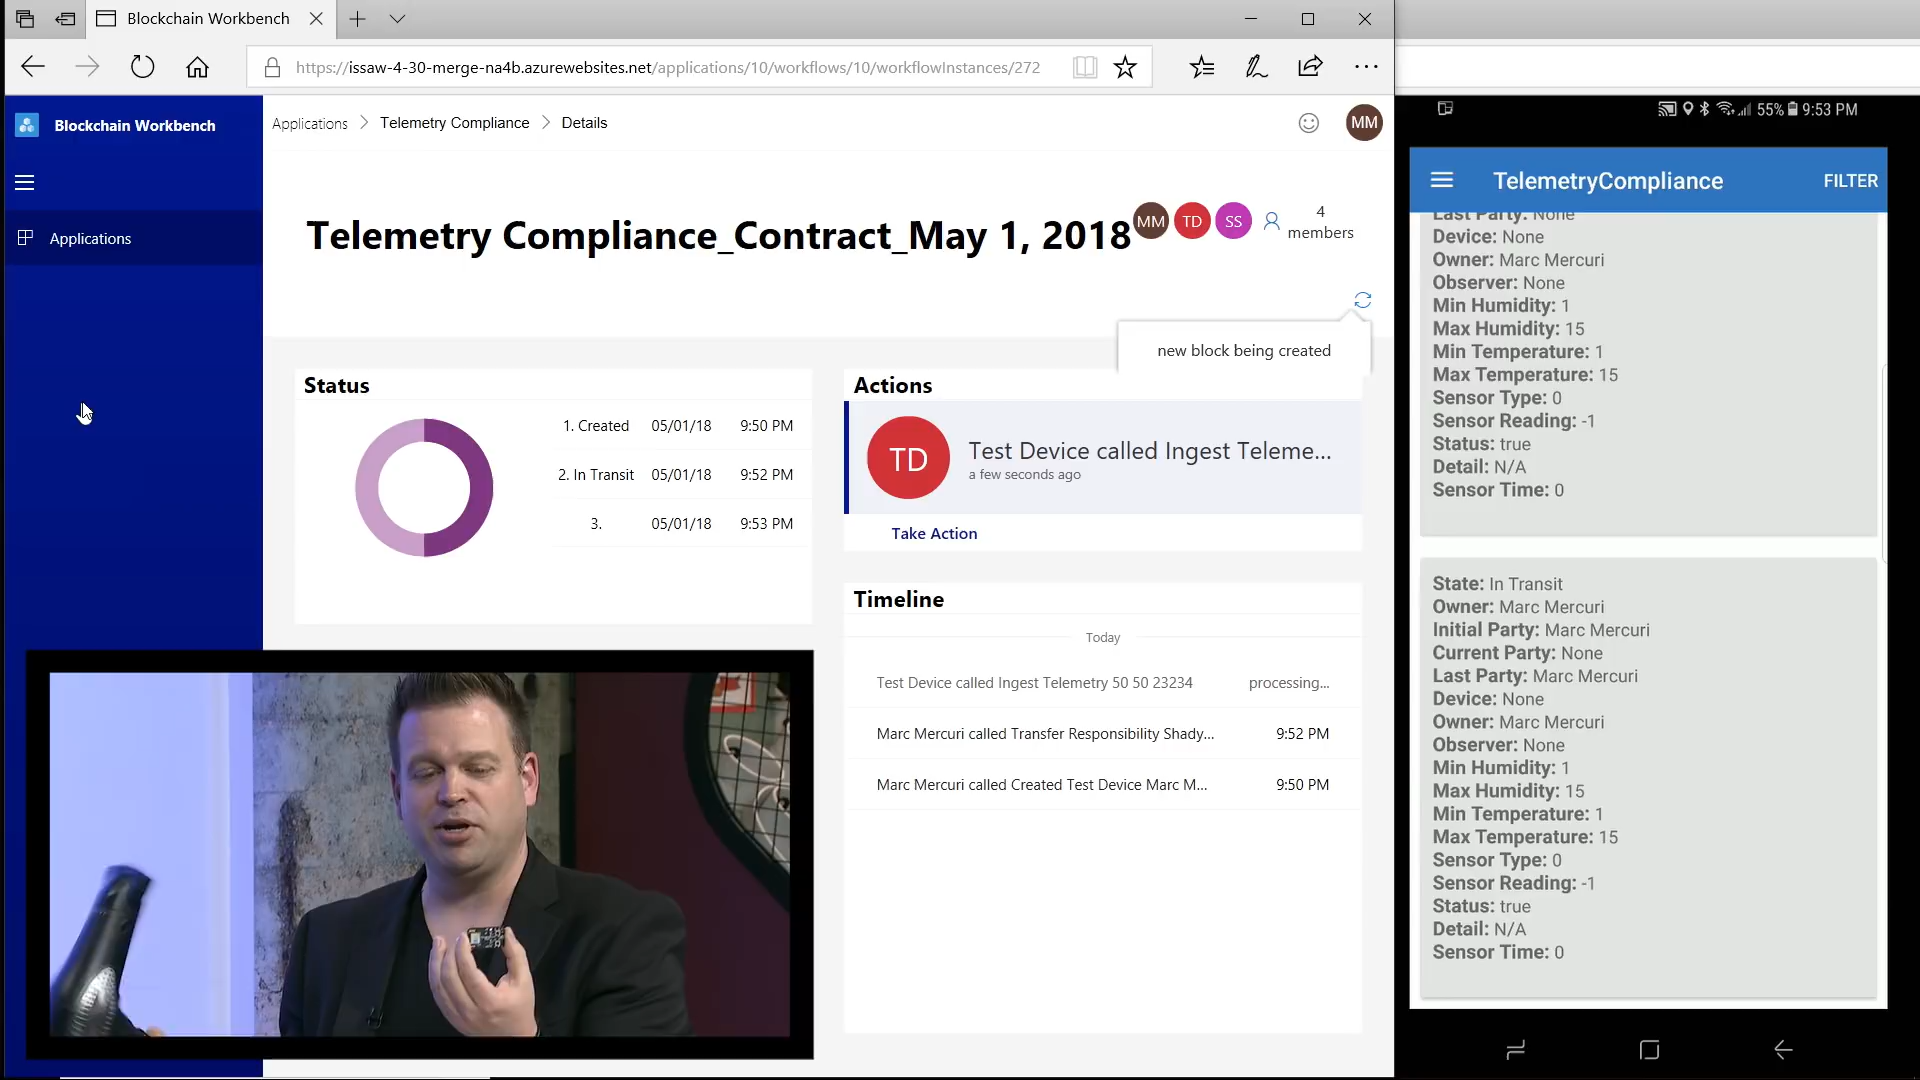 Blockchain Workbench
https://issaw-4-30-merge-na4b.azurewebsites.net/applications/10/workflows/10/workflowInstances/272
Blockchain Workbench
Applications
Applications > Telemetry Compliance > Details
MM
Telemetry Compliance_Contract_May 1, 2018
MM TD SS
4 members
new block being created
Status
1. Created 05/01/18 9:50 PM
2. In Transit 05/01/18 9:52 PM
3. 05/01/18 9:53 PM
Actions
TD
Test Device called Ingest Teleme...
a few seconds ago
Take Action
Timeline
Today
Test Device called Ingest Telemetry 50 50 23234 processing...
Marc Mercuri called Transfer Responsibility Shady... 9:52 PM
Marc Mercuri called Created Test Device Marc M... 9:50 PM
55% 9:53 PM
TelemetryCompliance FILTER
Last Party: None
Device: None
Owner: Marc Mercuri
Observer: None
Min Humidity: 1
Max Humidity: 15
Min Temperature: 1
Max Temperature: 15
Sensor Type: 0
Sensor Reading: -1
Status: true
Detail: N/A
Sensor Time: 0
State: In Transit
Owner: Marc Mercuri
Initial Party: Marc Mercuri
Current Party: None
Last Party: Marc Mercuri
Device: None
Owner: Marc Mercuri
Observer: None
Min Humidity: 1
Max Humidity: 15
Min Temperature: 1
Max Temperature: 15
Sensor Type: 0
Sensor Reading: -1
Status: true
Detail: N/A
Sensor Time: 0